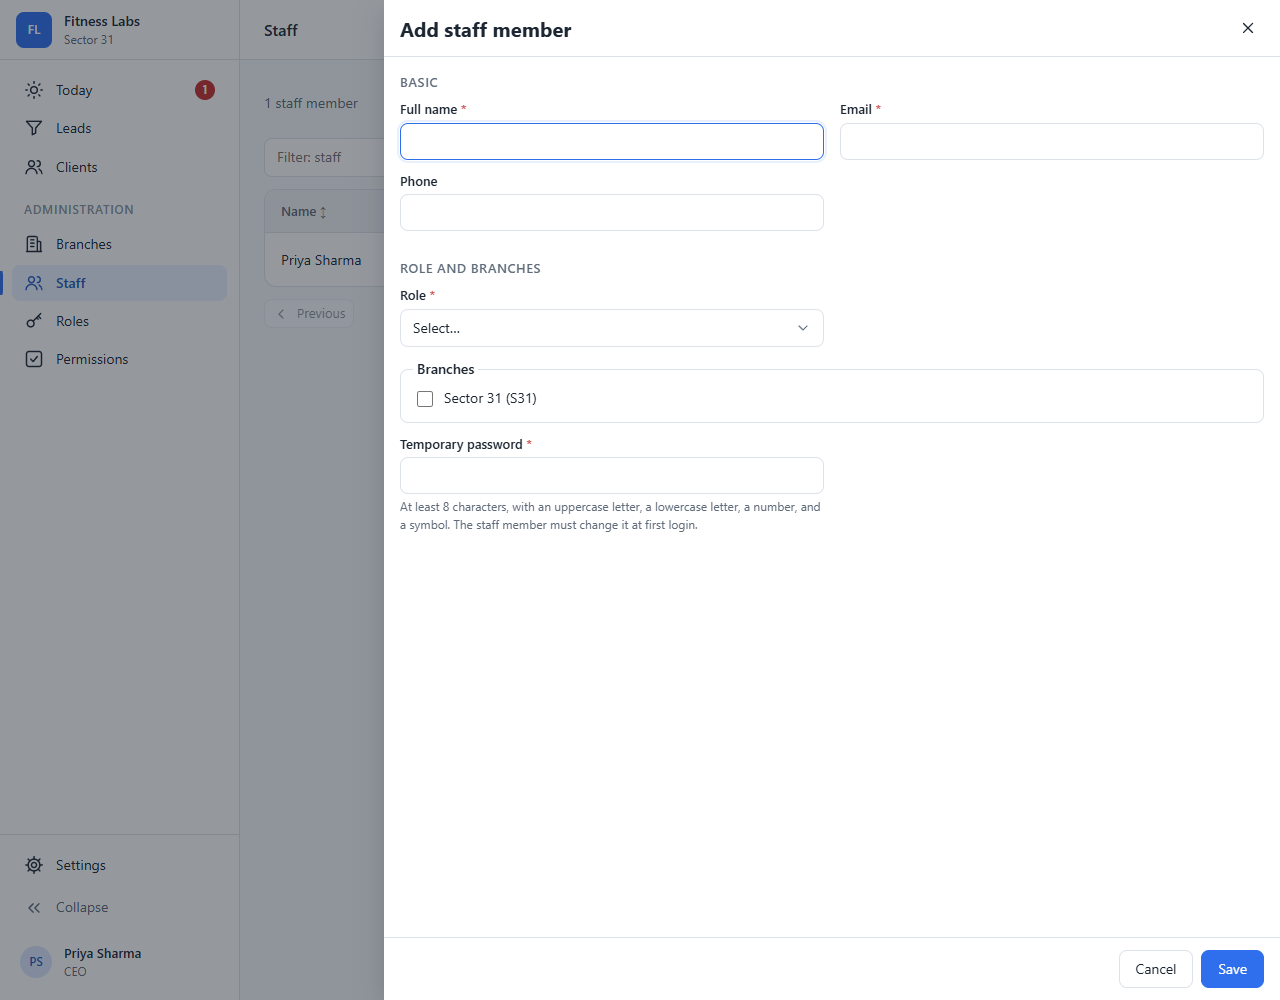 FL
Fitness Labs
Sector 31
Today
1
Leads
Clients
ADMINISTRATION
Branches
Staff
Roles
Permissions
Settings
Collapse
PS
Priya Sharma
CEO
Staff
1 staff member
Filter: staff
Name
Priya Sharma
Previous
Add staff member
BASIC
Full name *
Email *
Phone
ROLE AND BRANCHES
Role *
Select...
Branches
Sector 31 (S31)
Temporary password *
At least 8 characters, with an uppercase letter, a lowercase letter, a number, and
a symbol. The staff member must change it at first login.
Cancel
Save